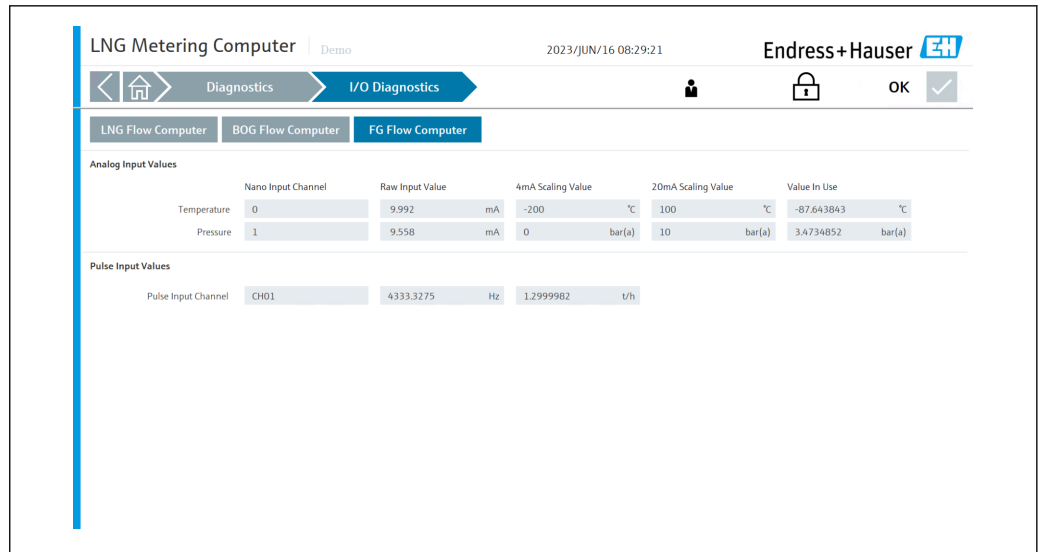 LNG Metering Computer Demo 2023/JUN/16 08:29:21 Endress+Hauser EH
Diagnostics I/O Diagnostics 1 OK
LNG Flow Computer BOG Flow Computer FG Flow Computer
Analog Input Values
Nano Input Channel Raw Input Value 4mA Scaling Value 20mA Scaling Value Value In Use
Temperature 0 9.992 mA -200 °C 100 °C -87.643843 °C
Pressure 1 9.558 mA 0 bar(a) 10 bar(a) 3.4734852 bar(a)
Pulse Input Values
Pulse Input Channel CH01 4333.3275 Hz 1.2999982 t/h